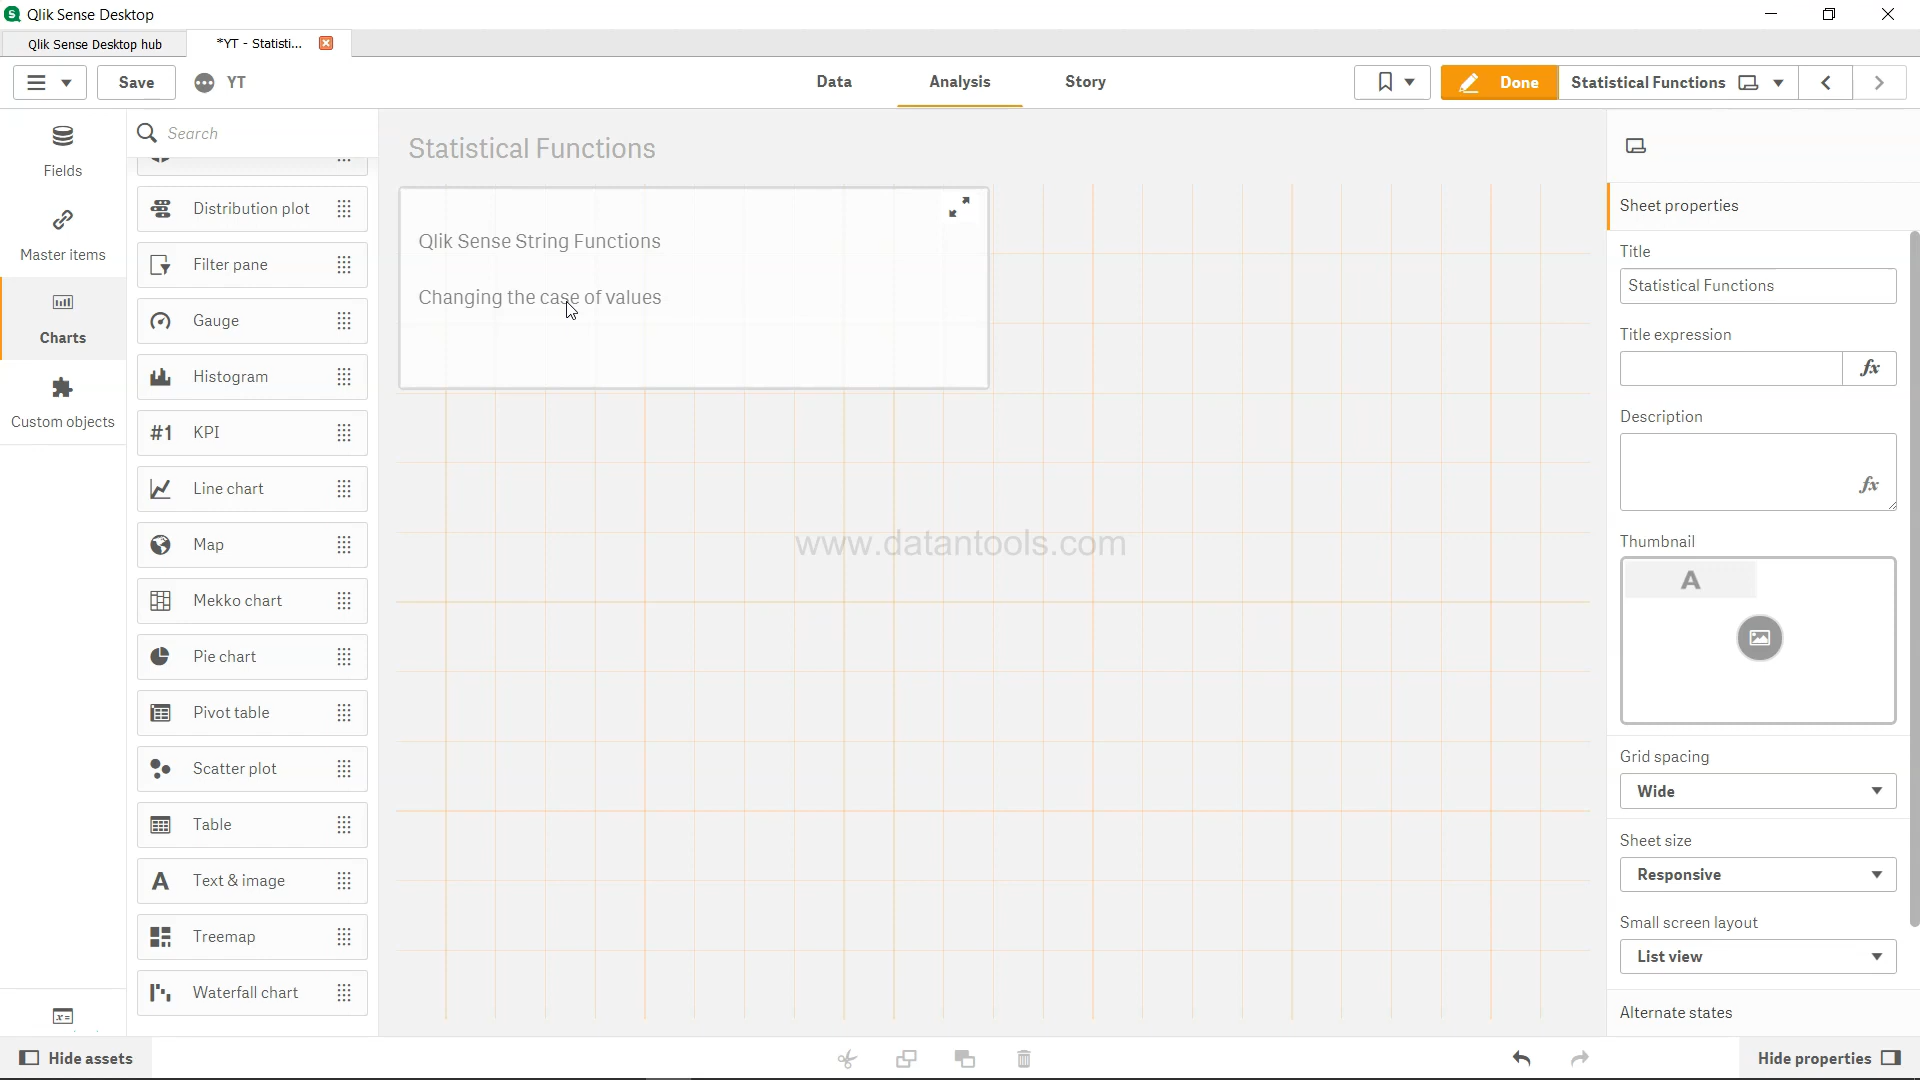 Qlik Sense Desktop
Qlik Sense Desktop hub
*YT - Statisti...
Save
YT
Data
Analysis
Story
Done
Statistical Functions
Fields
Master items
Charts
Custom objects
Search
Distribution plot
Filter pane
Gauge
Histogram
#1 KPI
Line chart
Map
Mekko chart
Pie chart
Pivot table
Scatter plot
Table
A Text & image
Treemap
Waterfall chart
Statistical Functions
Qlik Sense String Functions
Changing the case of values
www.datantools.com
Sheet properties
Title
Statistical Functions
Title expression
fx
Description
fx
Thumbnail
A
Grid spacing
Wide
Sheet size
Responsive
Small screen layout
List view
Alternate states
x=
Hide assets
Hide properties